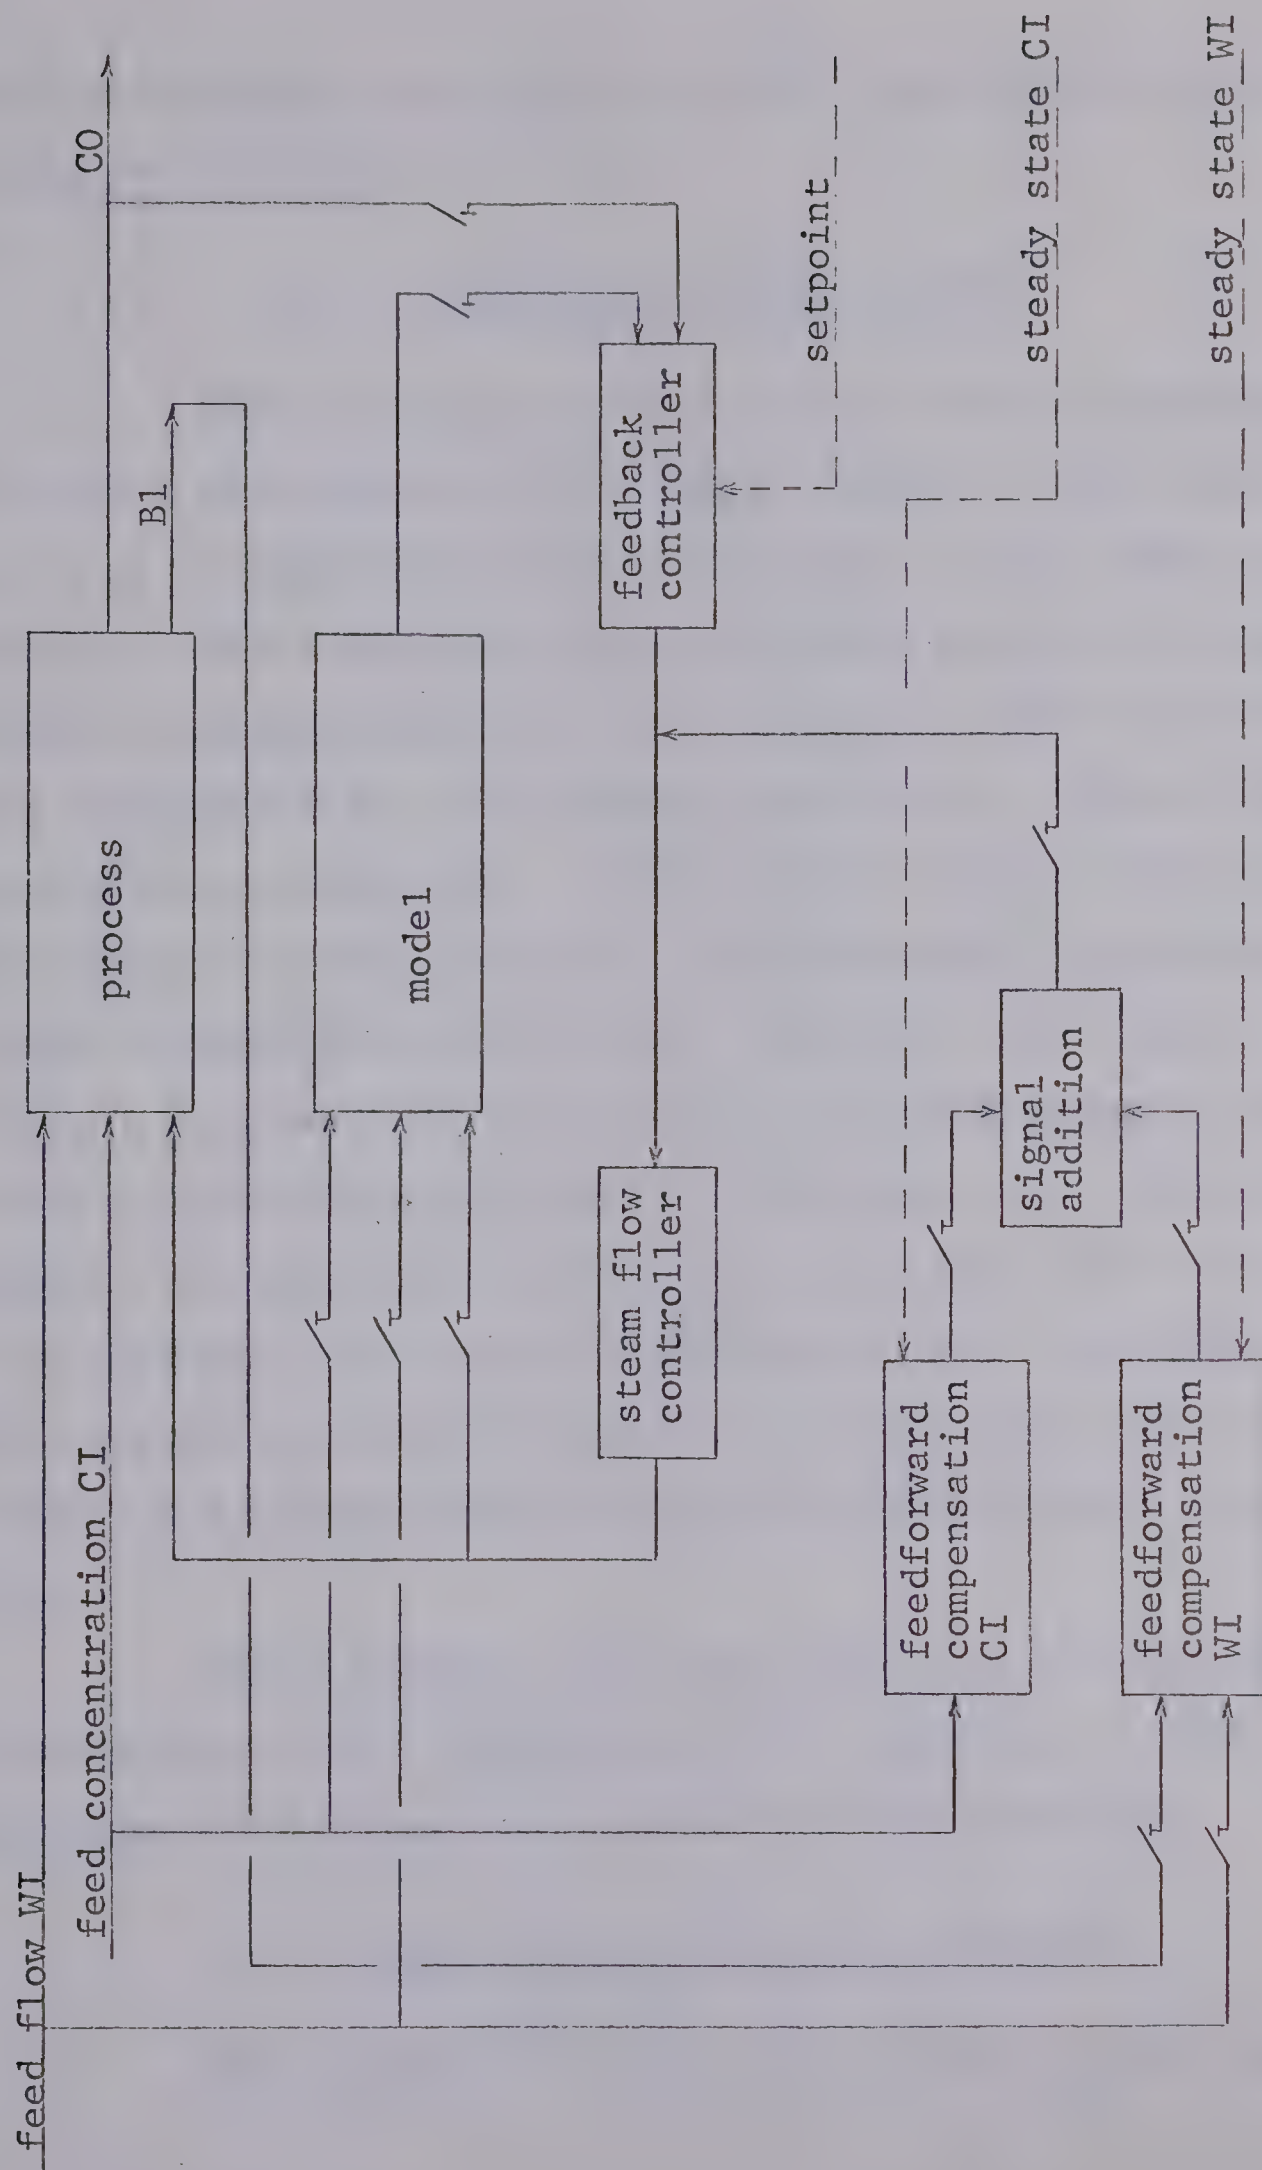 feed flow WI
feed concentration CI
process
B1
CO
model
steam flow
controller
feedback
controller
setpoint
feedforward
compensation
CI
signal
addition
steady state CI
feedforward
compensation
WI
steady state WI